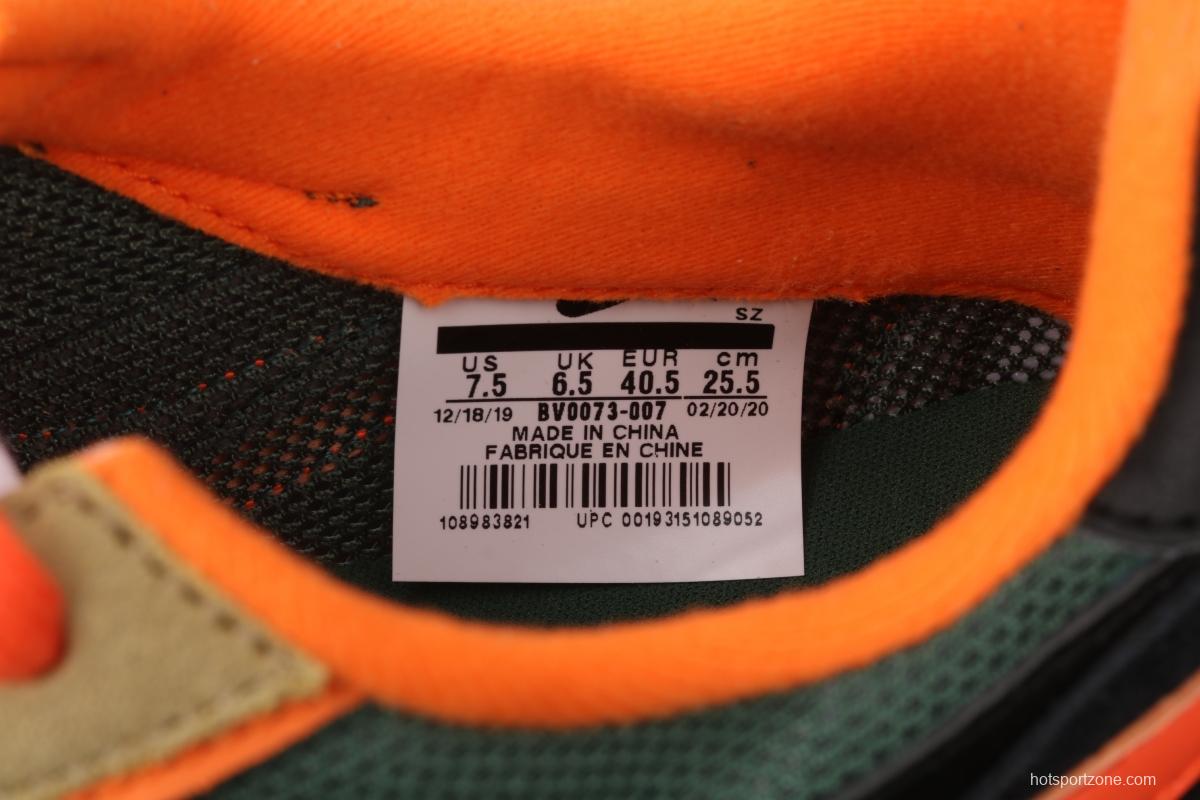 SZ
US UK EUR cm
7.5 6.5 40.5 25.5
12/18/19 BV0073-007 02/20/20
MADE IN CHINA
FABRIQUE EN CHINE
108983821 UPC 00193151089052
hotsportzone.com